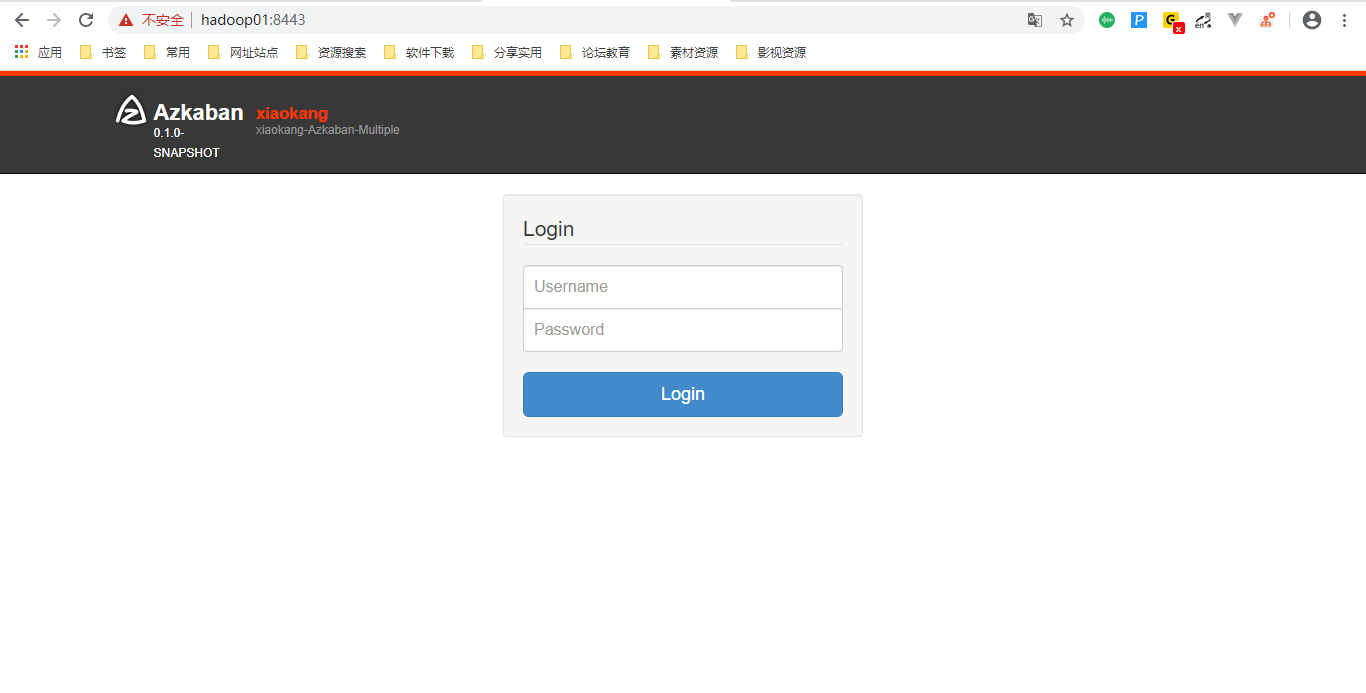 不安全 hadoop01:8443
应用 书签 常用 网址站点 资源搜索 软件下载 分享实用 论坛教育 素材资源 影视资源
Azkaban xiaokang
0.1.0- xiaokang-Azkaban-Multiple
SNAPSHOT
Login
Username
Password
Login